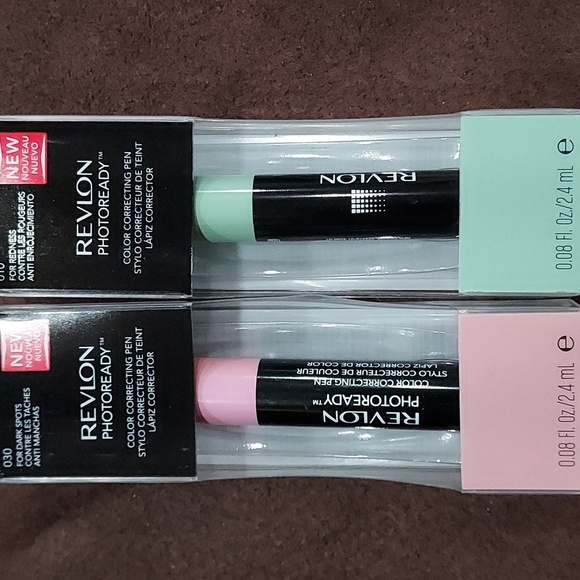 NEW
NOUVEAU
NUEVO
FOR REDNESS
CONTRE LES ROUGEURS
ANTI ENROJECIMIENTO
REVLON
PHOTOREADY™
COLOR CORRECTING PEN
STYLO CORRECTEUR DE TEINT
LÁPIZ CORRECTOR
REVLON
0.08 Fl. Oz/2.4 mL e
NEW
NOUVEAU
NUEVO
030
FOR DARK SPOTS
CONTRE LES TACHES
ANTI MANCHAS
REVLON
PHOTOREADY™
COLOR CORRECTING PEN
STYLO CORRECTEUR DE TEINT
LÁPIZ CORRECTOR
REVLON
PHOTOREADY™
COLOR CORRECTING PEN
STYLO CORRECTEUR DE COULEUR
LÁPIZ CORRECTOR DE COLOR
0.08 Fl. Oz/2.4 mL e